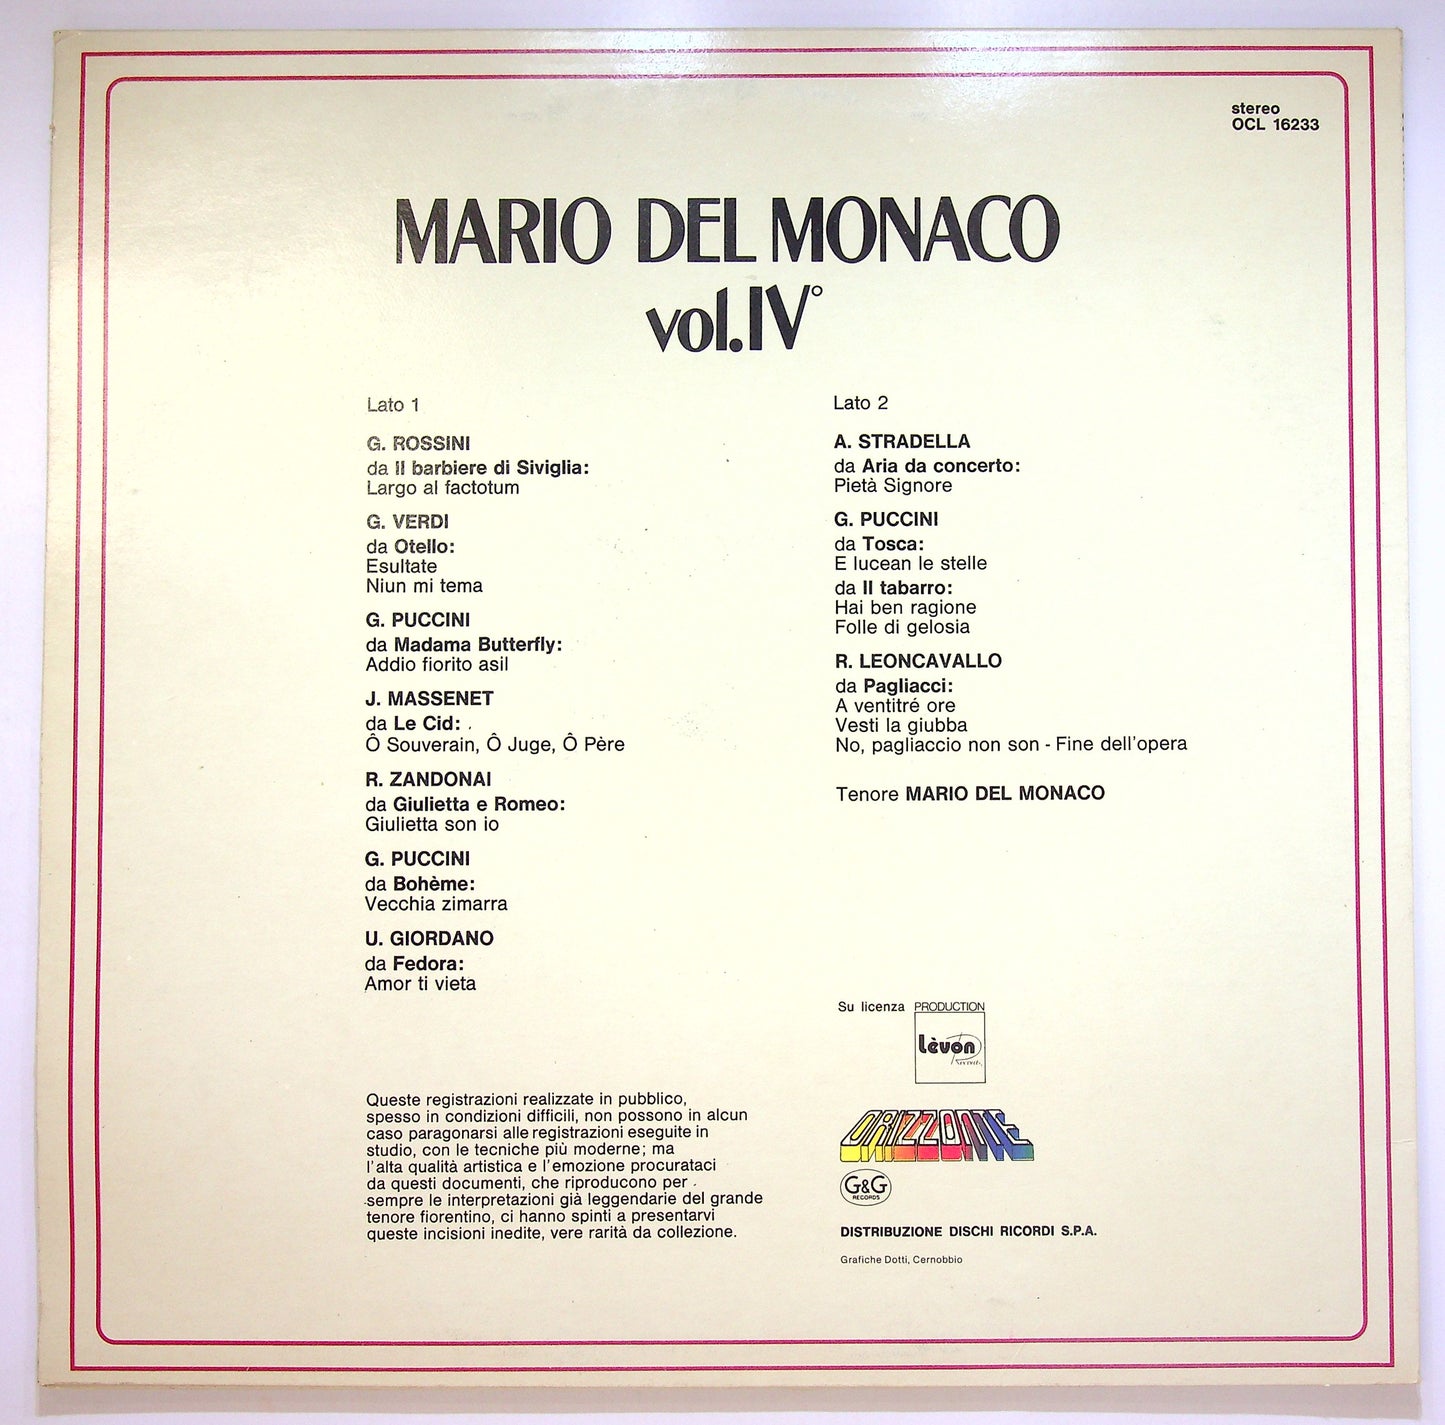 stereo
OCL 16233
MARIO DEL MONACO
vol.IV°
Lato 1
G. ROSSINI
da Il barbiere di Siviglia:
Largo al factotum
G. VERDI
da Otello:
Esultate
Niun mi tema
G. PUCCINI
da Madama Butterfly:
Addio fiorito asil
J. MASSENET
da Le Cid:
Ô Souverain, Ô Juge, Ô Père
R. ZANDONAI
da Giulietta e Romeo:
Giulietta son io
G. PUCCINI
da Bohème:
Vecchia zimarra
U. GIORDANO
da Fedora:
Amor ti vieta
Lato 2
A. STRADELLA
da Aria da concerto:
Pietà Signore
G. PUCCINI
da Tosca:
E lucean le stelle
da Il tabarro:
Hai ben ragione
Folle di gelosia
R. LEONCAVALLO
da Pagliacci:
A ventitré ore
Vesti la giubba
No, pagliaccio non son - Fine dell'opera
Tenore MARIO DEL MONACO
Queste registrazioni realizzate in pubblico,
spesso in condizioni difficili, non possono in alcun
caso paragonarsi alle registrazioni eseguite in
studio, con le tecniche più moderne; ma
l'alta qualità artistica e l'emozione procurataci
da questi documenti, che riproducono per
sempre le interpretazioni già leggendarie del grande
tenore fiorentino, ci hanno spinti a presentarvi
queste incisioni inedite, vere rarità da collezione.
Su licenza PRODUCTION
Lèvon
ORIZZONTE
G&G
RECORDS
DISTRIBUZIONE DISCHI RICORDI S.P.A.
Grafiche Dotti, Cernobbio